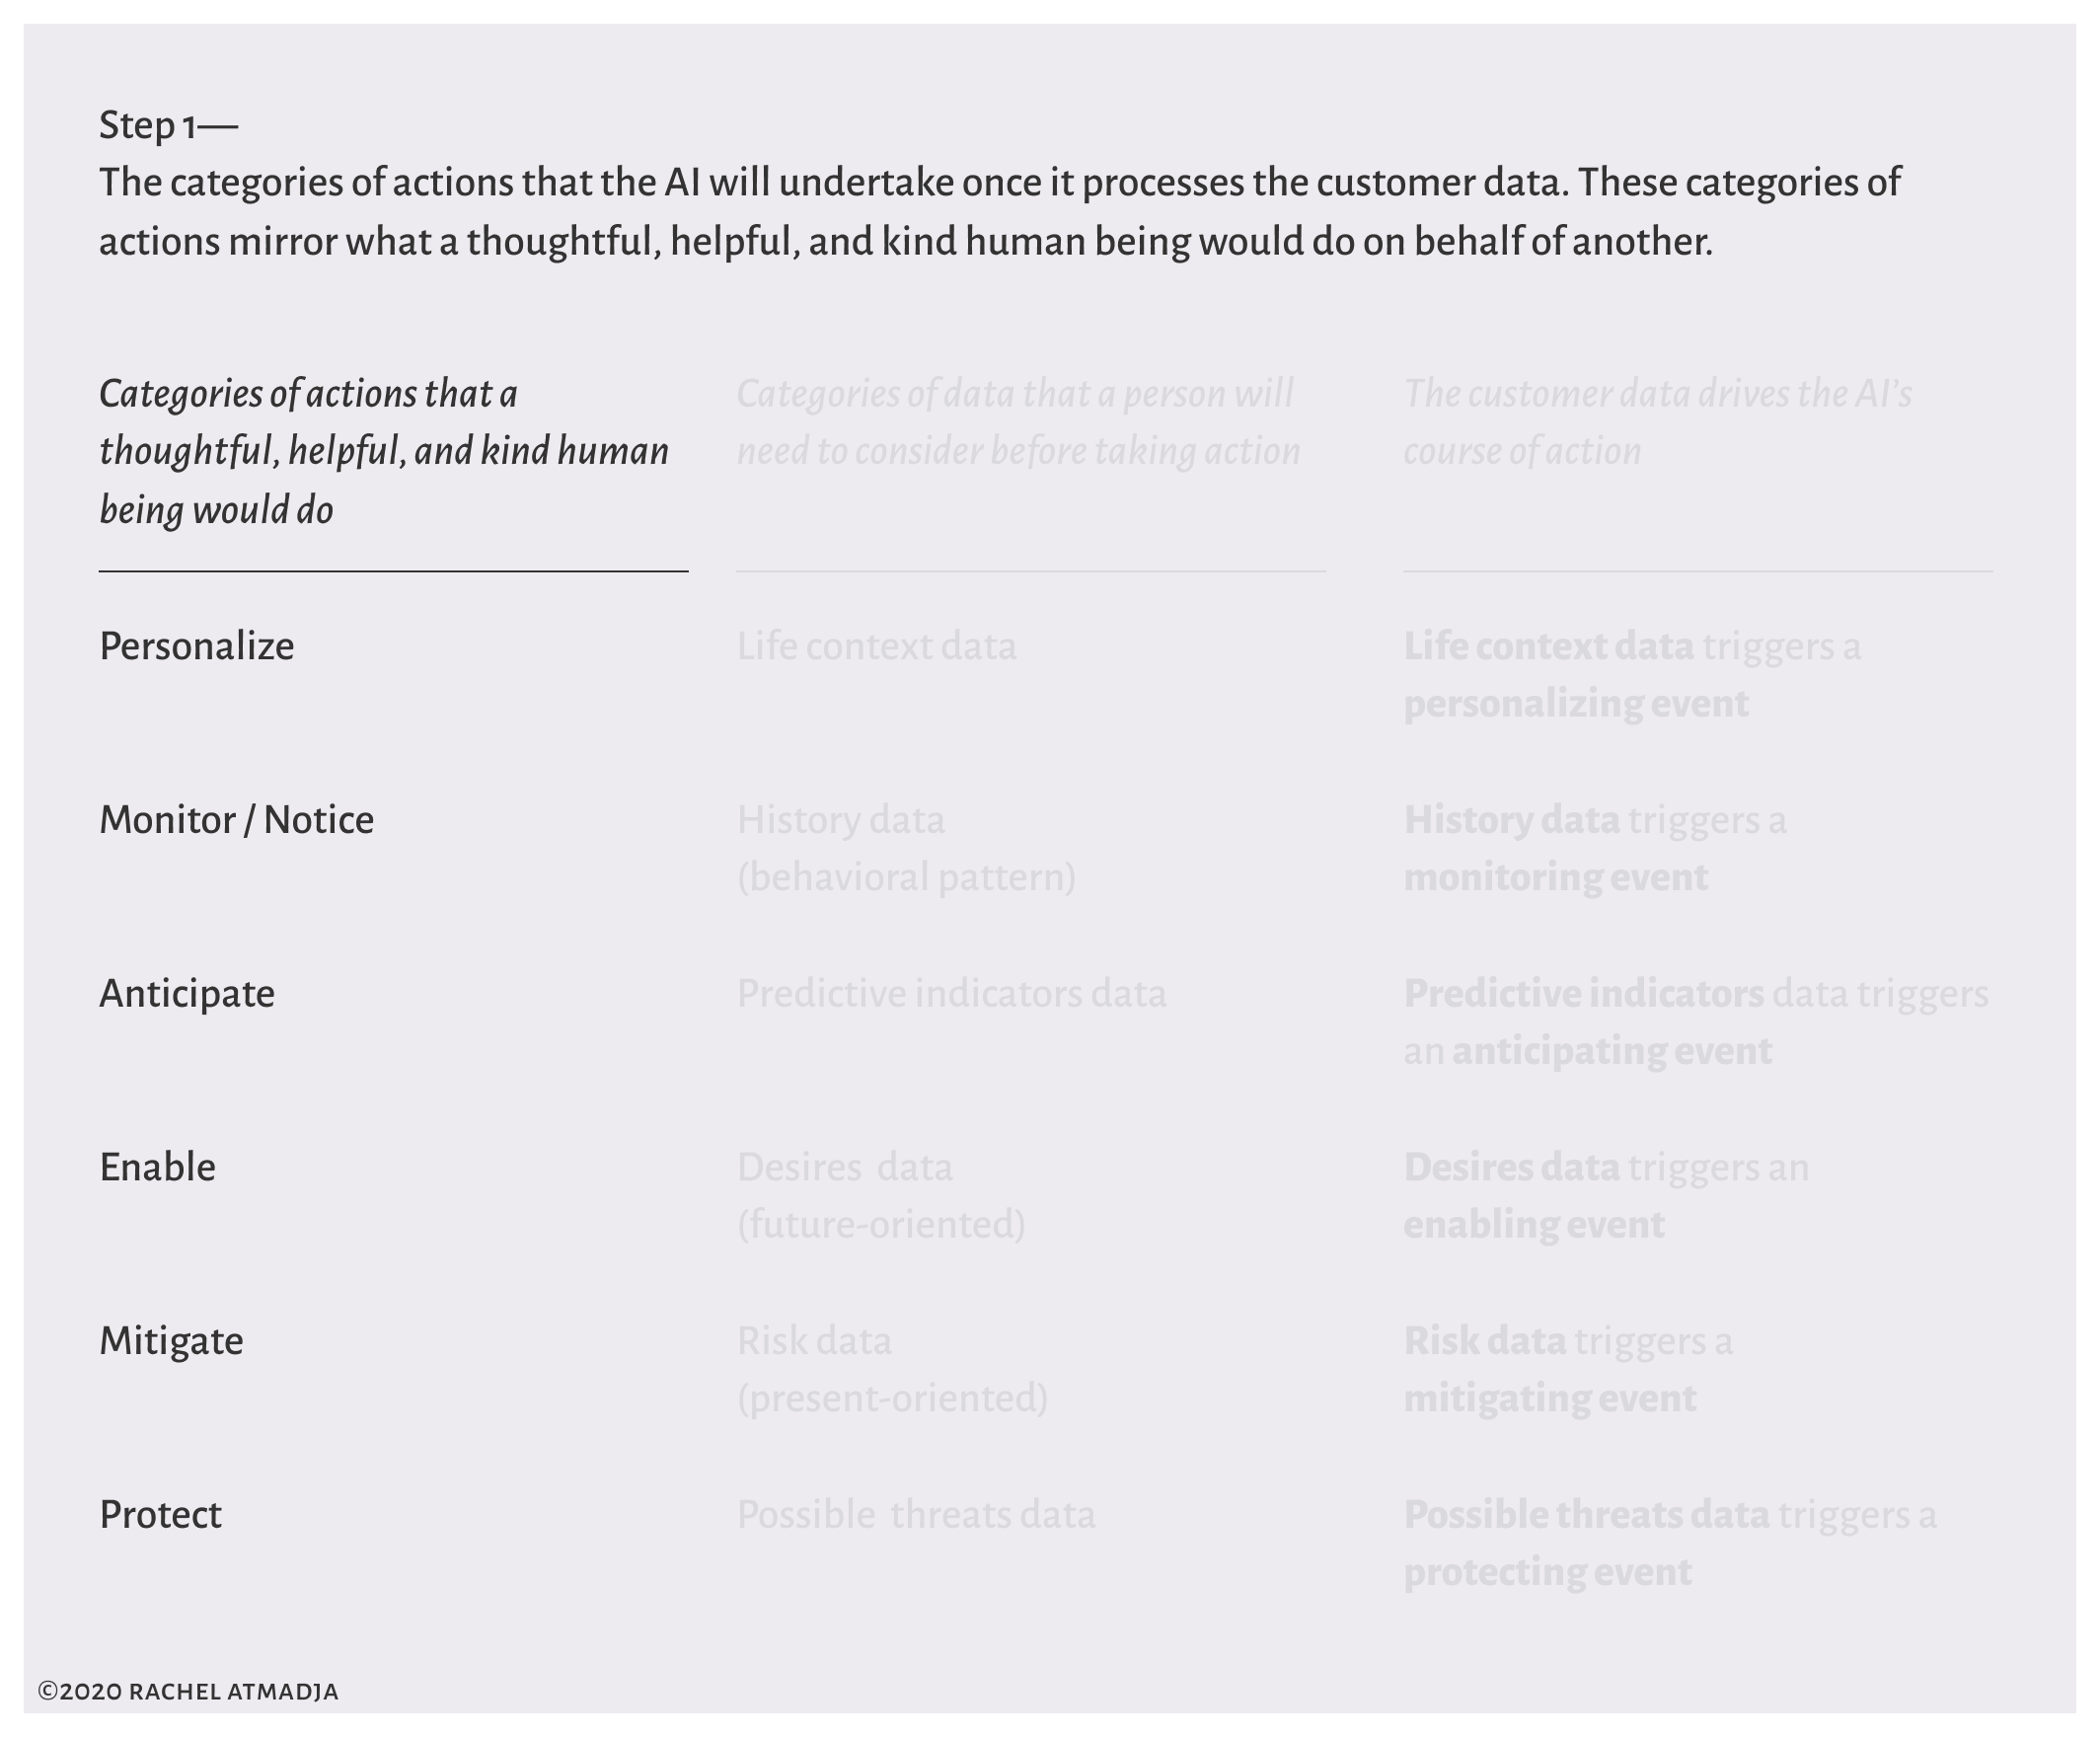 Step 1—
The categories of actions that the AI will undertake once it processes the customer data. These categories of
actions mirror what a thoughtful, helpful, and kind human being would do on behalf of another.
Categories of actions that a
thoughtful, helpful, and kind human
being would do
Categories of data that a person will
need to consider before taking action
The customer data drives the AI’s
course of action
Personalize
Life context data
Life context data triggers a
personalizing event
Monitor / Notice
History data
(behavioral pattern)
History data triggers a
monitoring event
Anticipate
Predictive indicators data
Predictive indicators data triggers
an anticipating event
Enable
Desires data
(future-oriented)
Desires data triggers an
enabling event
Mitigate
Risk data
(present-oriented)
Risk data triggers a
mitigating event
Protect
Possible threats data
Possible threats data triggers a
protecting event
©2020 RACHEL ATMADJA